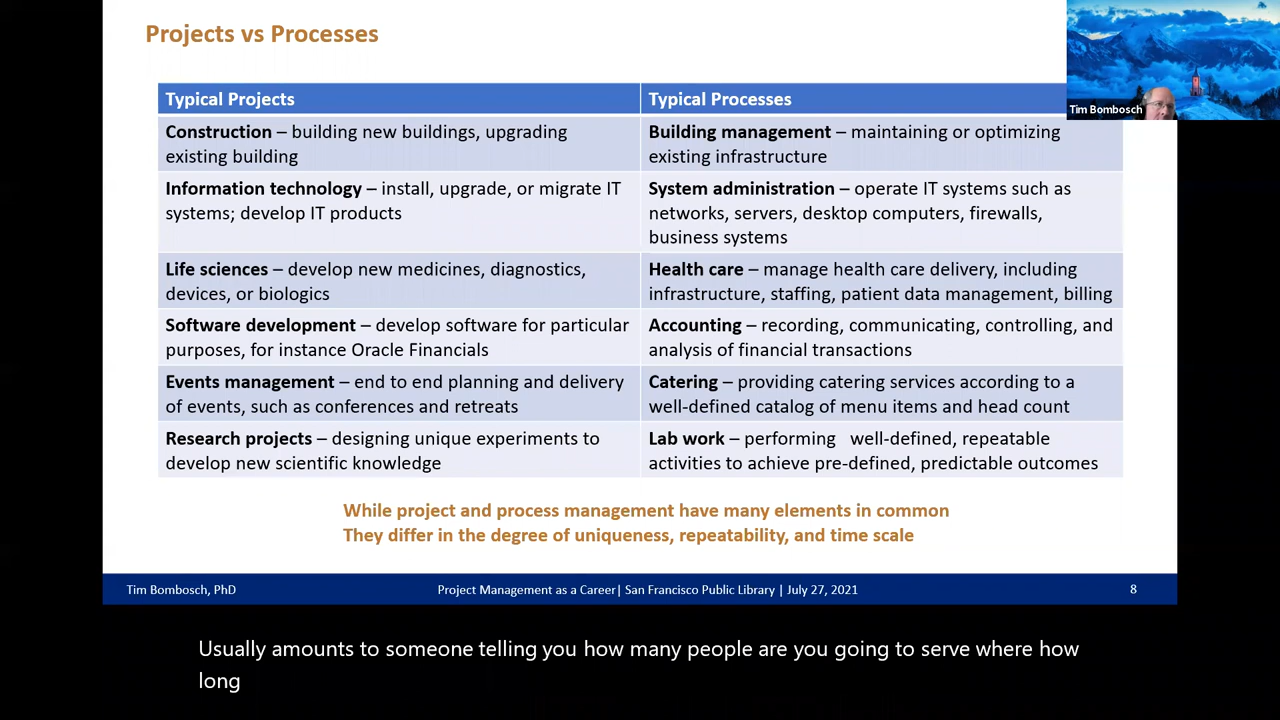 Projects vs Processes
Tim Bombosch
Typical Projects
Typical Processes
Construction – building new buildings, upgrading
existing building
Building management – maintaining or optimizing
existing infrastructure
Information technology – install, upgrade, or migrate IT
systems; develop IT products
System administration – operate IT systems such as
networks, servers, desktop computers, firewalls,
business systems
Life sciences – develop new medicines, diagnostics,
devices, or biologics
Health care – manage health care delivery, including
infrastructure, staffing, patient data management, billing
Software development – develop software for particular
purposes, for instance Oracle Financials
Accounting – recording, communicating, controlling, and
analysis of financial transactions
Events management – end to end planning and delivery
of events, such as conferences and retreats
Catering – providing catering services according to a
well-defined catalog of menu items and head count
Research projects – designing unique experiments to
develop new scientific knowledge
Lab work – performing well-defined, repeatable
activities to achieve pre-defined, predictable outcomes
While project and process management have many elements in common
They differ in the degree of uniqueness, repeatability, and time scale
Tim Bombosch, PhD
Project Management as a Career| San Francisco Public Library | July 27, 2021
8
Usually amounts to someone telling you how many people are you going to serve where how
long